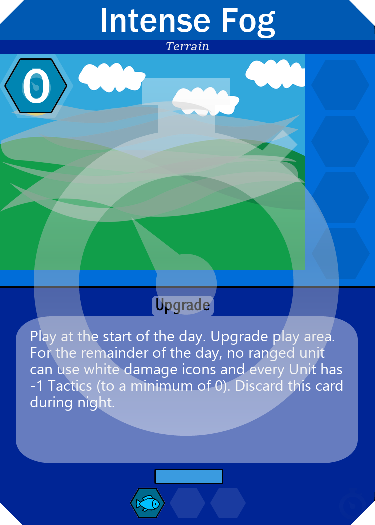 Intense Fog
Terrain
0
Upgrade
Play at the start of the day. Upgrade play area.
For the remainder of the day, no ranged unit
can use white damage icons and every Unit has
-1 Tactics (to a minimum of 0). Discard this card
during night.